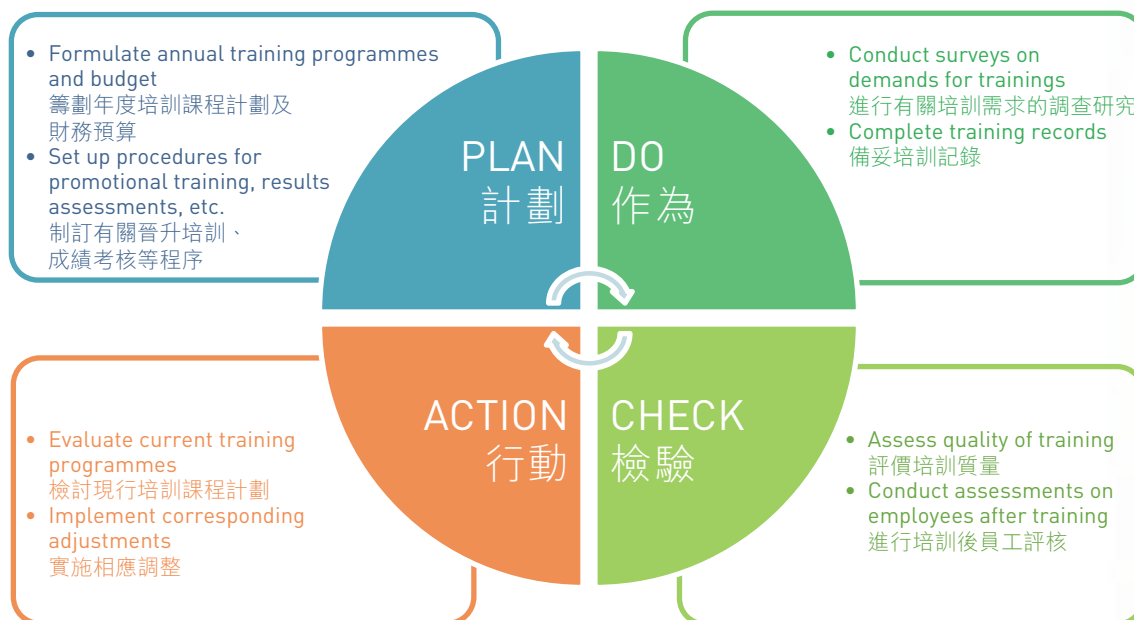 • Formulate annual training programmes
and budget
籌劃年度培訓課程計劃及
財務預算
• Set up procedures for
promotional training, results
assessments, etc.
制訂有關晉升培訓、
成績考核等程序
PLAN
計劃
DO
作為
• Conduct surveys on
demands for trainings
進行有關培訓需求的調查研究
• Complete training records
備妥培訓記錄
• Evaluate current training
programmes
檢討現行培訓課程計劃
• Implement corresponding
adjustments
實施相應調整
ACTION
行動
CHECK
檢驗
• Assess quality of training
評價培訓質量
• Conduct assessments on
employees after training
進行培訓後員工評核